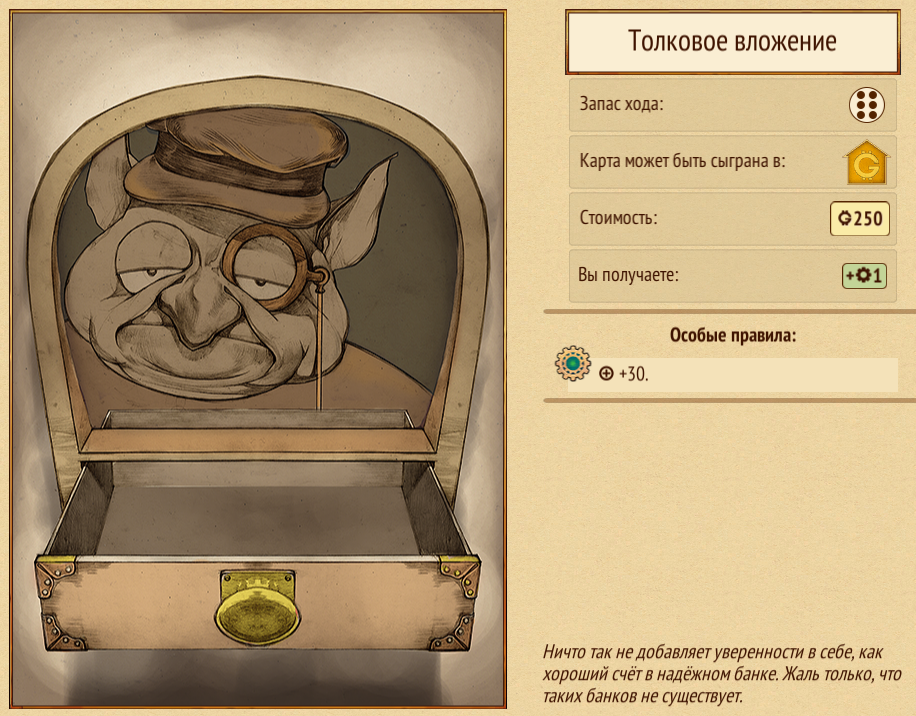 Толковое вложение
Запас хода:
Карта может быть сыграна в:
G
Стоимость:
250
Вы получаете:
+1
Особые правила:
+30.
Ничто так не добавляет уверенности в себе, как
хороший счёт в надёжном банке. Жаль только, что
таких банков не существует.